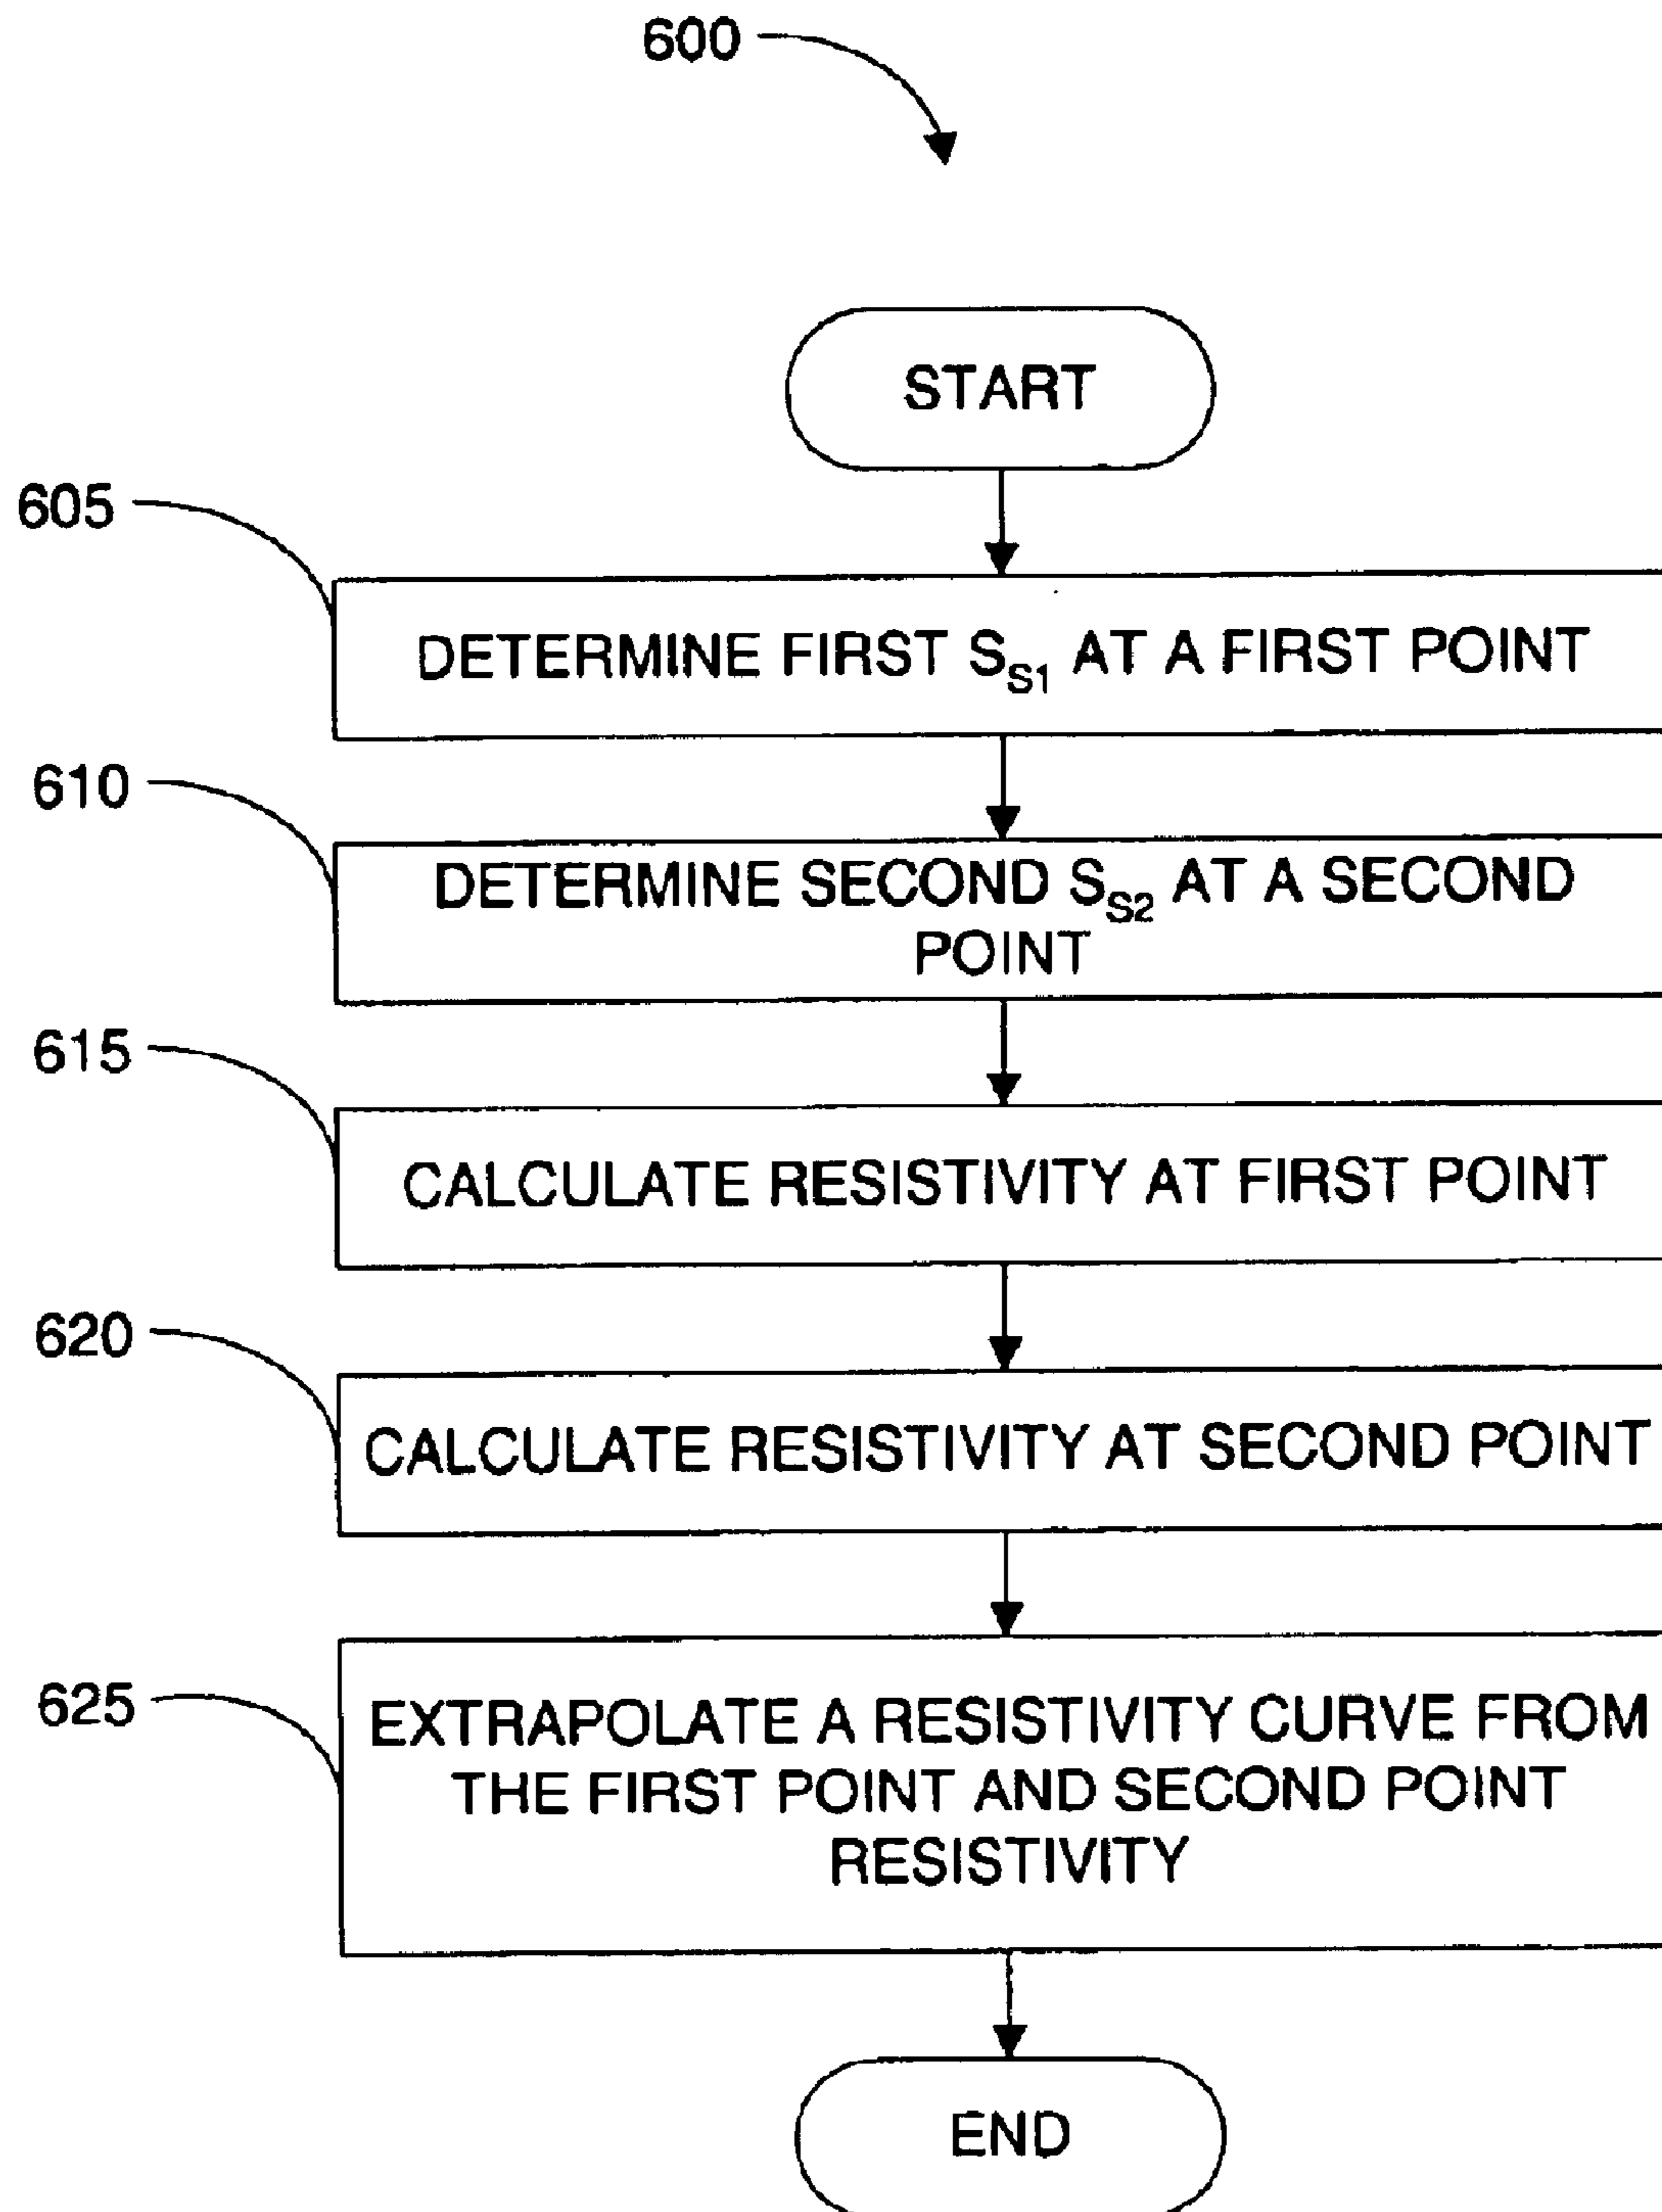 600
START
605
DETERMINE FIRST S_S1 AT A FIRST POINT
610
DETERMINE SECOND S_S2 AT A SECOND
POINT
615
CALCULATE RESISTIVITY AT FIRST POINT
620
CALCULATE RESISTIVITY AT SECOND POINT
625
EXTRAPOLATE A RESISTIVITY CURVE FROM
THE FIRST POINT AND SECOND POINT
RESISTIVITY
END